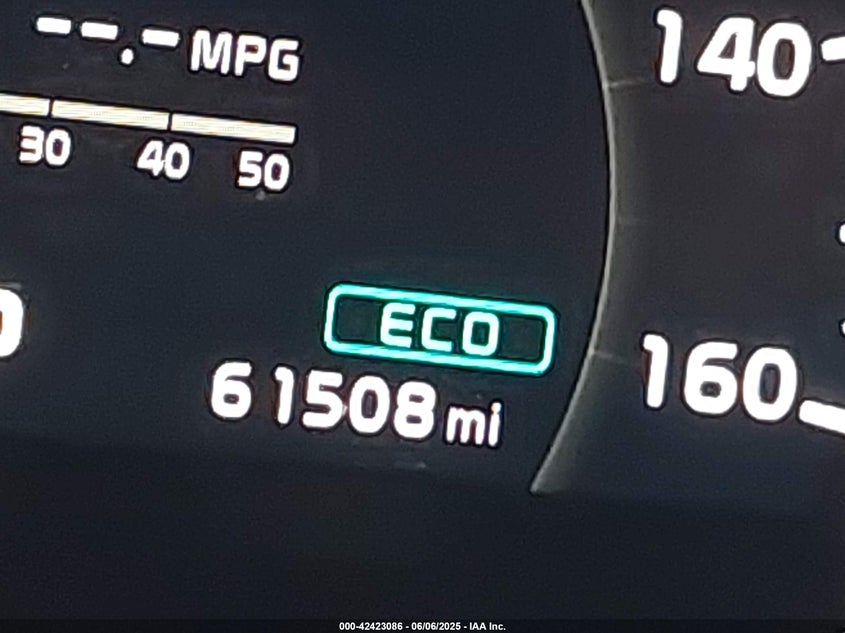 --.- MPG
140
30 40 50
ECO
61508 mi
160
000-42423086 - 06/06/2025 - IAA Inc.